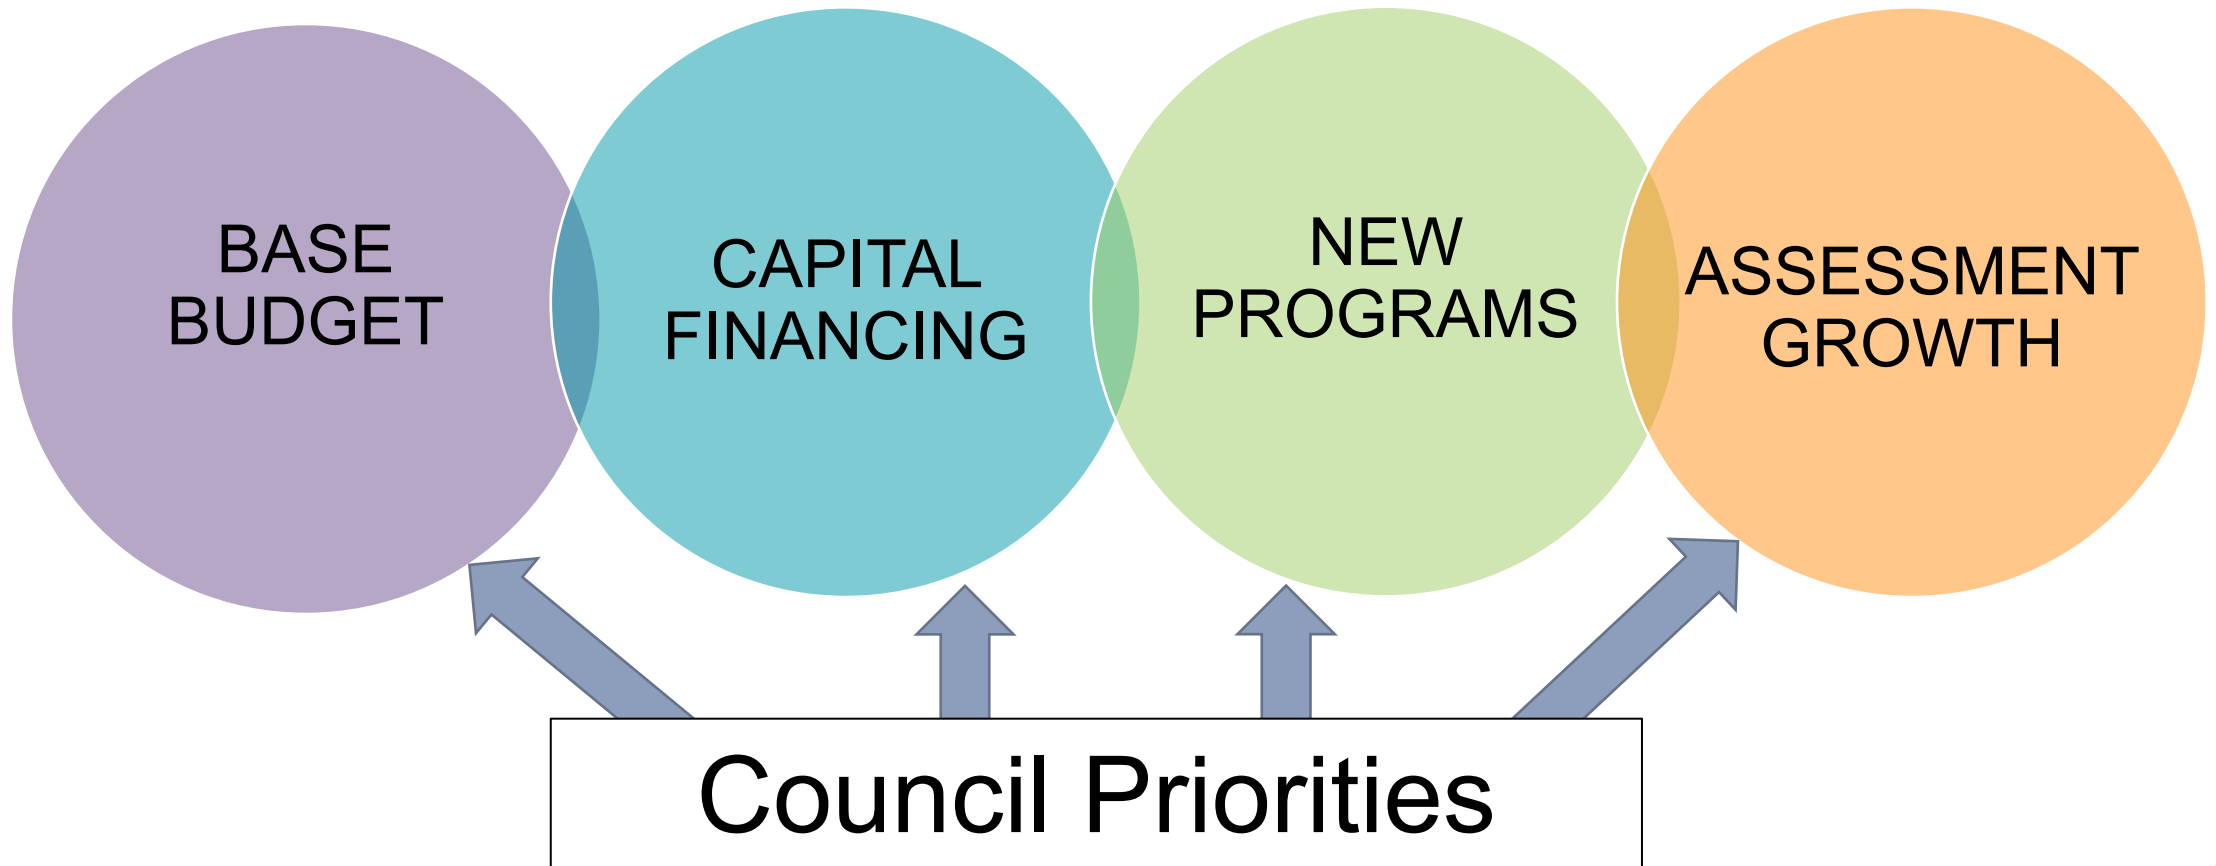 BASE
BUDGET
CAPITAL
FINANCING
NEW
PROGRAMS
ASSESSMENT
GROWTH
Council Priorities